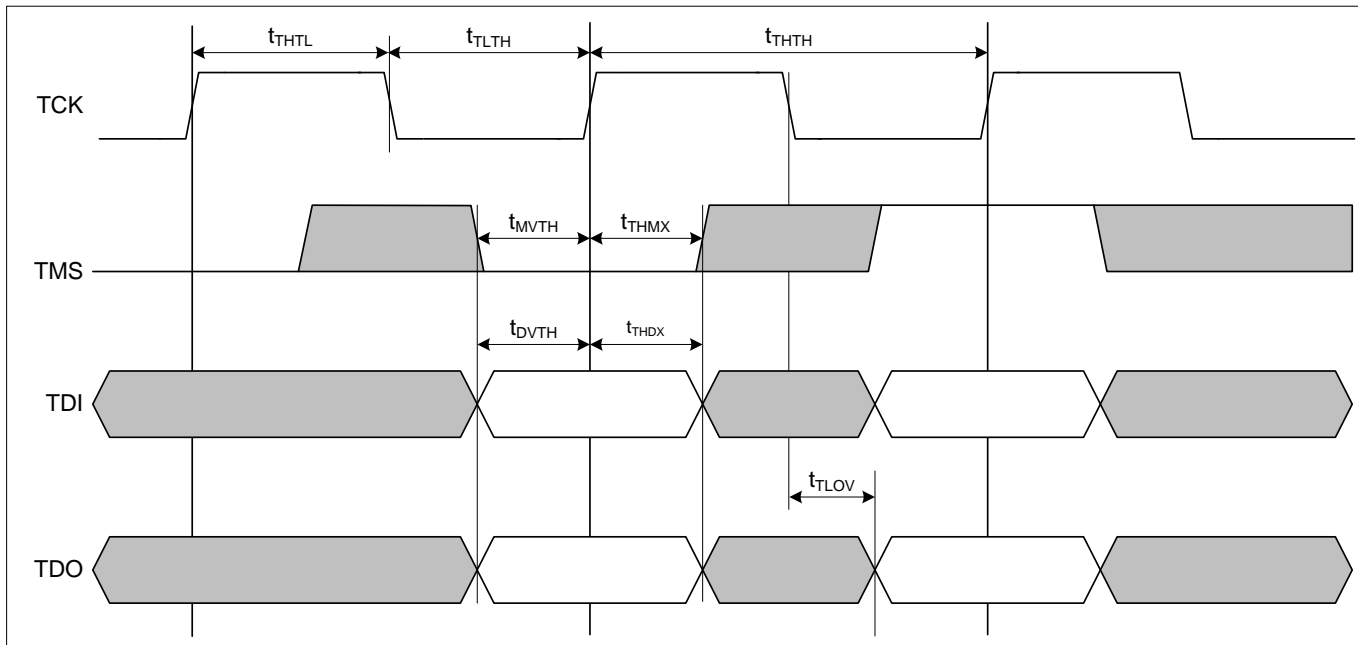 tTHTL tTLTH tTHTH
TCK
tMVTH tTHMX
TMS
tDVTH tTHDX
TDI
tTLOV
TDO